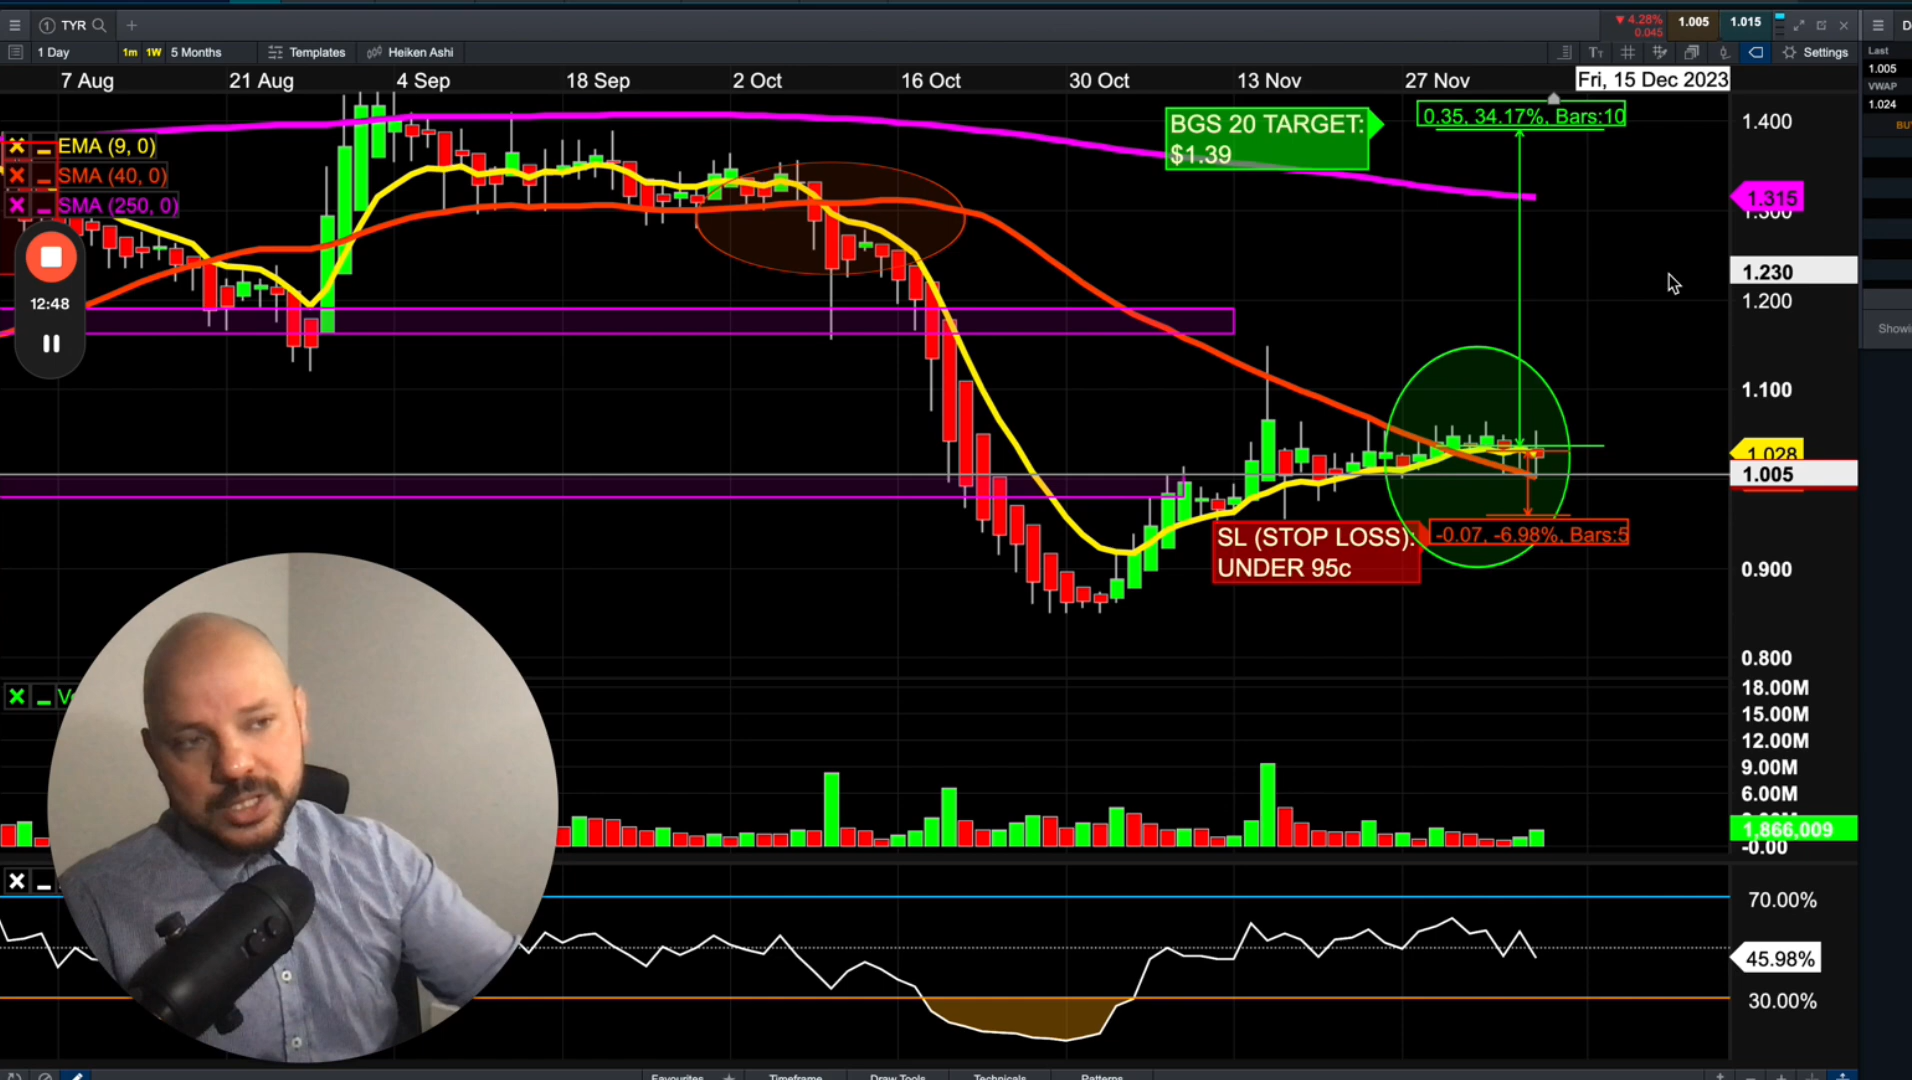 1 TYR
4.28%
0.045
1.005
1.015
1 Day
1m
1W
5 Months
Templates
Heiken Ashi
Settings
Last
1.005
VWAP
1.024
7 Aug
21 Aug
4 Sep
18 Sep
2 Oct
16 Oct
30 Oct
13 Nov
27 Nov
Fri, 15 Dec 2023
EMA (9, 0)
SMA (40, 0)
SMA (250, 0)
12:48
BGS 20 TARGET:
$1.39
0.35, 34.17%, Bars:10
SL (STOP LOSS):
UNDER 95c
-0.07, -6.98%, Bars:5
1.400
1.315
1.300
1.230
1.200
1.100
1.028
1.005
0.900
0.800
18.00M
15.00M
12.00M
9.00M
6.00M
1,866,009
-0.00
70.00%
45.98%
30.00%
Favourites
Timeframe
Draw Tools
Technicals
Patterns